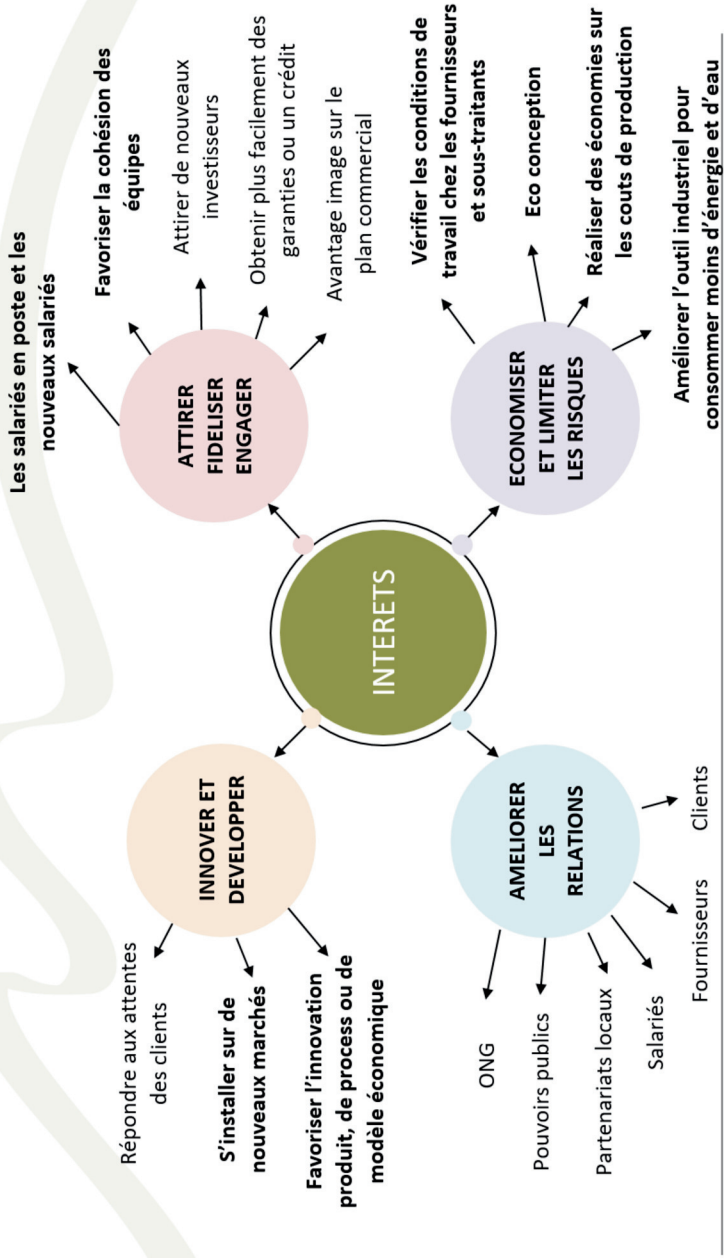 INTERETS
INNOVER ET
DEVELOPPER
Répondre aux attentes
des clients
S’installer sur de
nouveaux marchés
Favoriser l’innovation
produit, de process ou de
modèle économique
ATTIRER
FIDELISER
ENGAGER
Les salariés en poste et les
nouveaux salariés
Favoriser la cohésion des
équipes
Attirer de nouveaux
investisseurs
Obtenir plus facilement des
garanties ou un crédit
Avantage image sur le
plan commercial
AMELIORER
LES
RELATIONS
ONG
Pouvoirs publics
Partenariats locaux
Salariés
Fournisseurs
Clients
ECONOMISER
ET LIMITER
LES RISQUES
Vérifier les conditions de
travail chez les fournisseurs
et sous-traitants
Eco conception
Réaliser des économies sur
les couts de production
Améliorer l’outil industriel pour
consommer moins d’énergie et d’eau